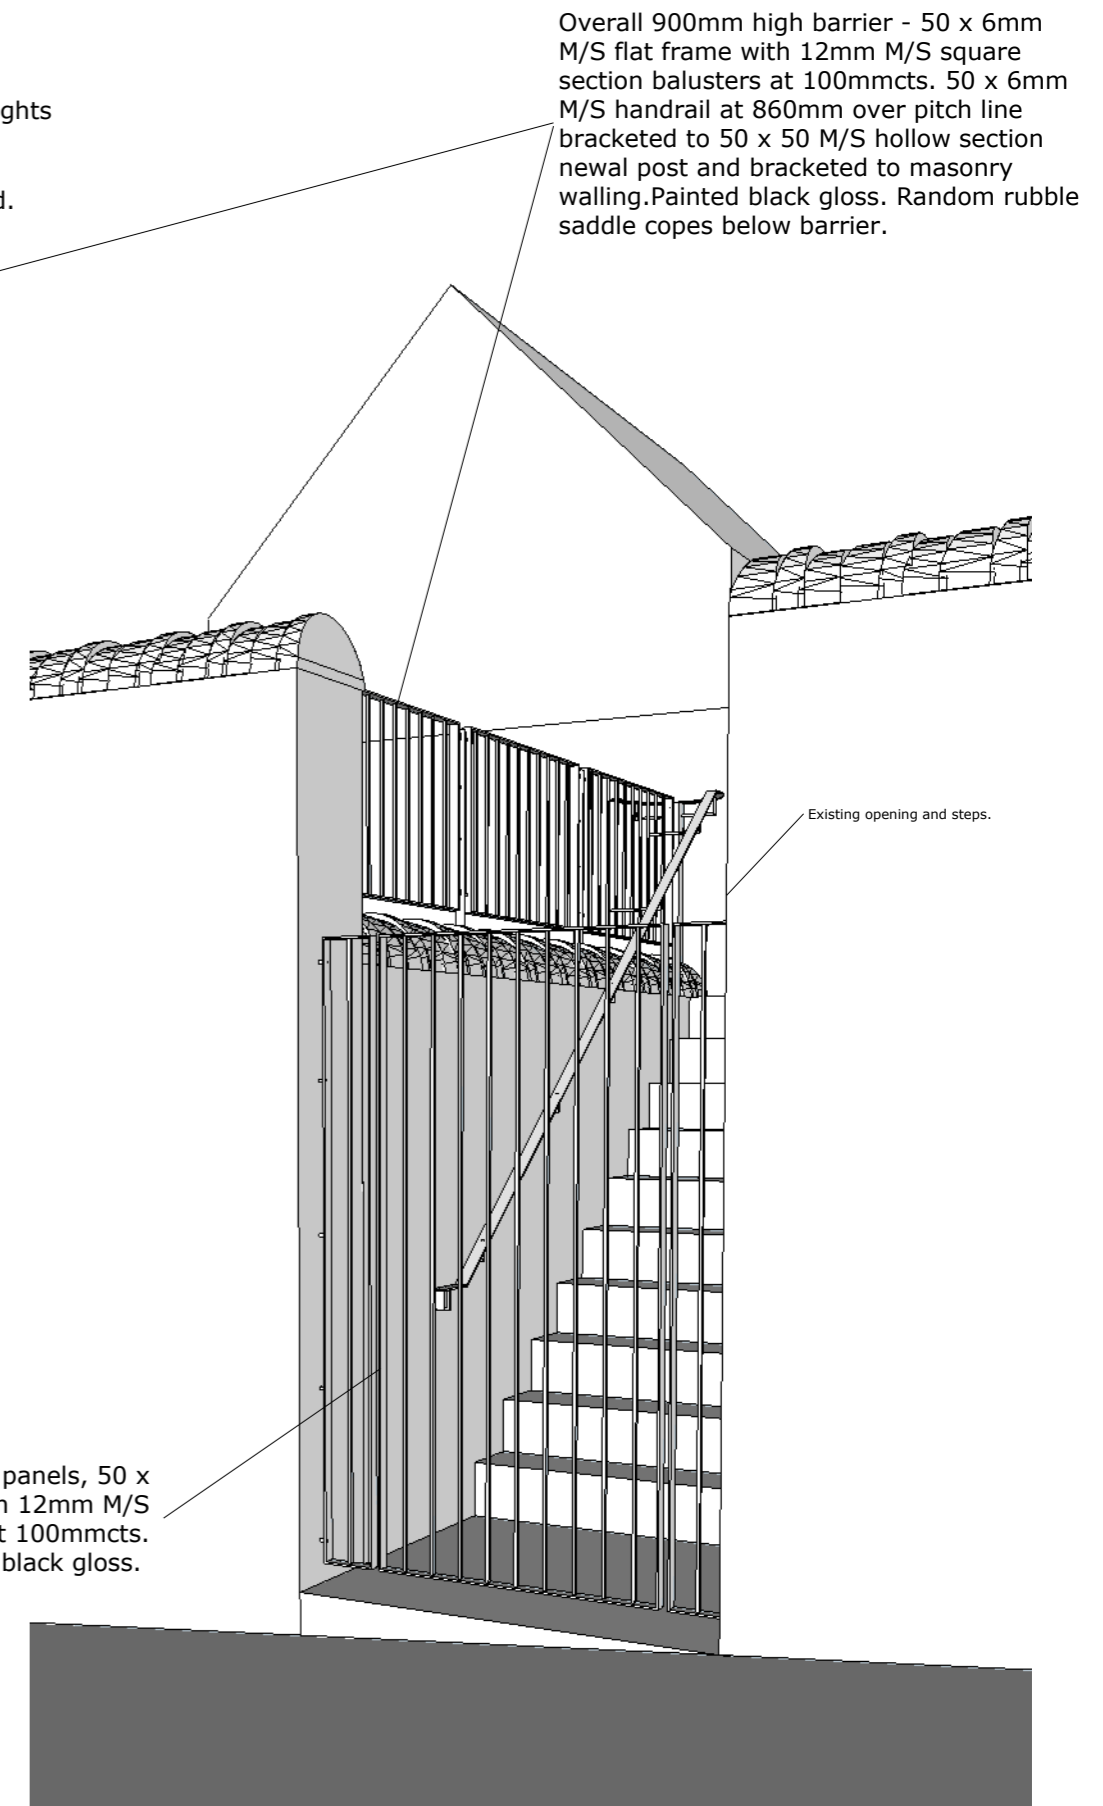 Overall 900mm high barrier - 50 x 6mm
M/S flat frame with 12mm M/S square
section balusters at 100mmcts. 50 x 6mm
M/S handrail at 860mm over pitch line
bracketed to 50 x 50 M/S hollow section
newal post and bracketed to masonry
walling.Painted black gloss. Random rubble
saddle copes below barrier.
ghts
d.
Existing opening and steps.
panels, 50 x
n 12mm M/S
t 100mmcts.
black gloss.